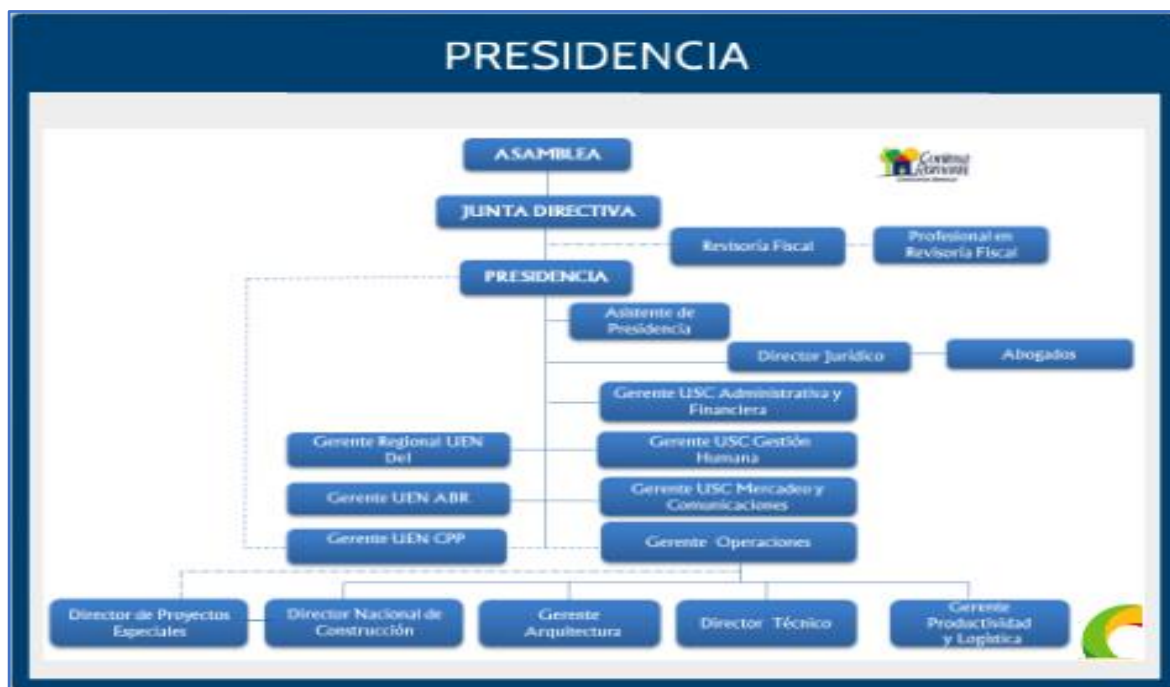 PRESIDENCIA
ASAMBLEA
JUNTA DIRECTIVA
Revisoría Fiscal
Profesional en
Revisoría Fiscal
PRESIDENCIA
Asistente de
Presidencia
Director Jurídico
Abogados
Gerente USC Administrativa y
Financiera
Gerente Regional UEN
Del
Gerente USC Gestión
Humana
Gerente UEN ABR
Gerente USC Mercadeo y
Comunicaciones
Gerente UEN CPP
Gerente Operaciones
Director de Proyectos
Especiales
Director Nacional de
Construcción
Gerente
Arquitectura
Director Técnico
Gerente
Productividad
y Logística